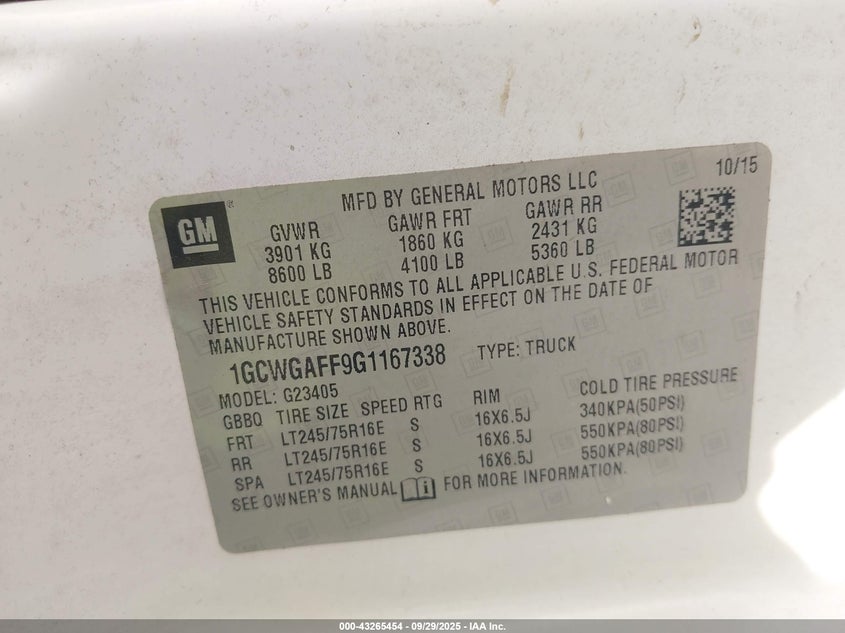 10/15
MFD BY GENERAL MOTORS LLC
GM ®
GVWR GAWR FRT GAWR RR
3901 KG 1860 KG 2431 KG
8600 LB 4100 LB 5360 LB
THIS VEHICLE CONFORMS TO ALL APPLICABLE U.S. FEDERAL MOTOR
VEHICLE SAFETY STANDARDS IN EFFECT ON THE DATE OF
MANUFACTURE SHOWN ABOVE.
1GCWGAFF9G1167338 TYPE: TRUCK
MODEL: G23405
GBBQ TIRE SIZE SPEED RTG RIM COLD TIRE PRESSURE
FRT LT245/75R16E S 16X6.5J 340KPA(50PSI)
RR LT245/75R16E S 16X6.5J 550KPA(80PSI)
SPA LT245/75R16E S 16X6.5J 550KPA(80PSI)
SEE OWNER'S MANUAL FOR MORE INFORMATION.
000-43265454 - 09/29/2025 - IAA Inc.